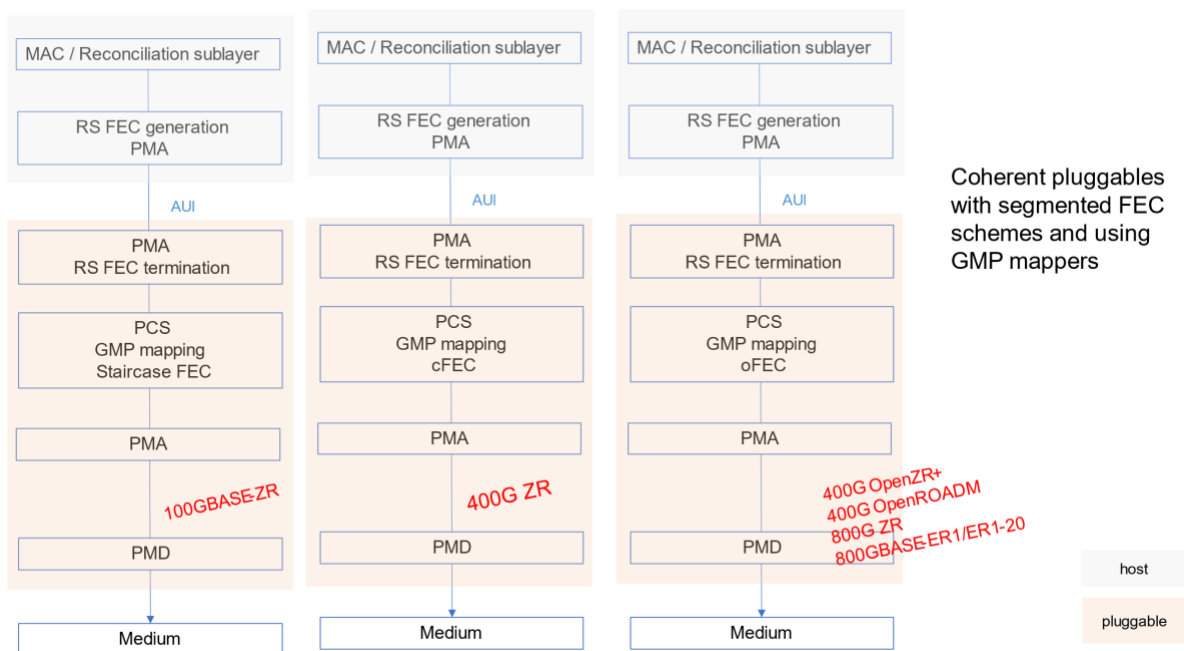 MAC / Reconciliation sublayer
RS FEC generation
PMA
AUI
PMA
RS FEC termination
PCS
GMP mapping
Staircase FEC
PMA
100GBASE-ZR
PMD
Medium
MAC / Reconciliation sublayer
RS FEC generation
PMA
AUI
PMA
RS FEC termination
PCS
GMP mapping
cFEC
PMA
400G ZR
PMD
Medium
MAC / Reconciliation sublayer
RS FEC generation
PMA
AUI
PMA
RS FEC termination
PCS
GMP mapping
oFEC
PMA
400G OpenZR+
400G OpenROADM
800G ZR
800GBASE-ER1/ER1-20
PMD
Medium
Coherent pluggables
with segmented FEC
schemes and using
GMP mappers
host
pluggable